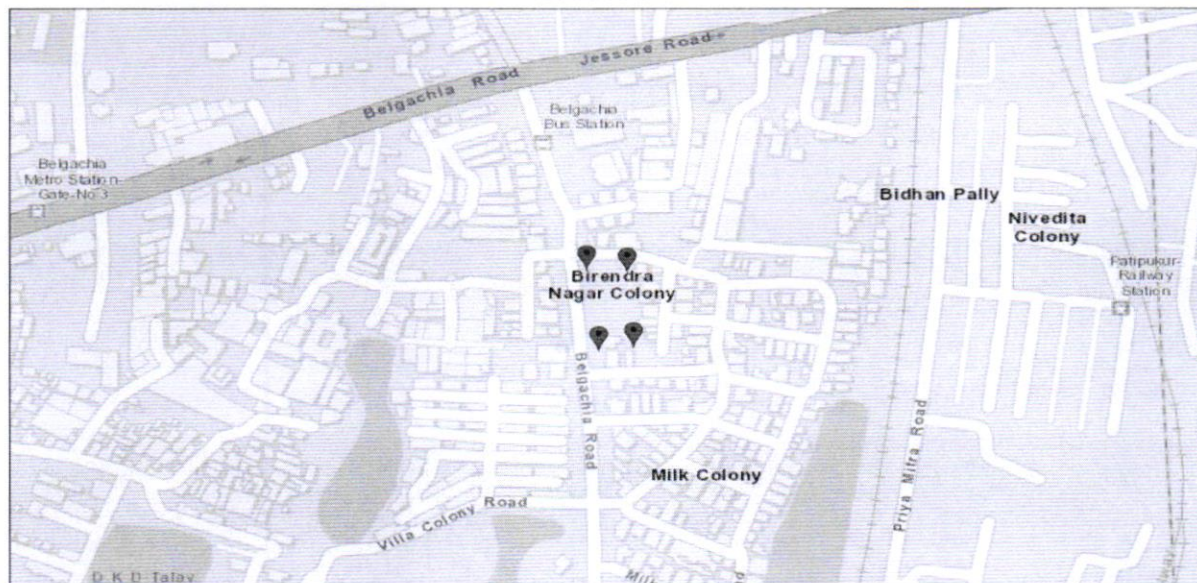 Jessore Road
Belgachia Road
Belgachia
Bus Station
Belgachia
Metro Station-
Gate-No 3
Bidhan Pally
Nivedita
Colony
Patipukur-
Railway
Station
Birendra
Nagar Colony
Belgachia Road
Priya Mitra Road
Milk Colony
Villa Colony Road
D K D Talay